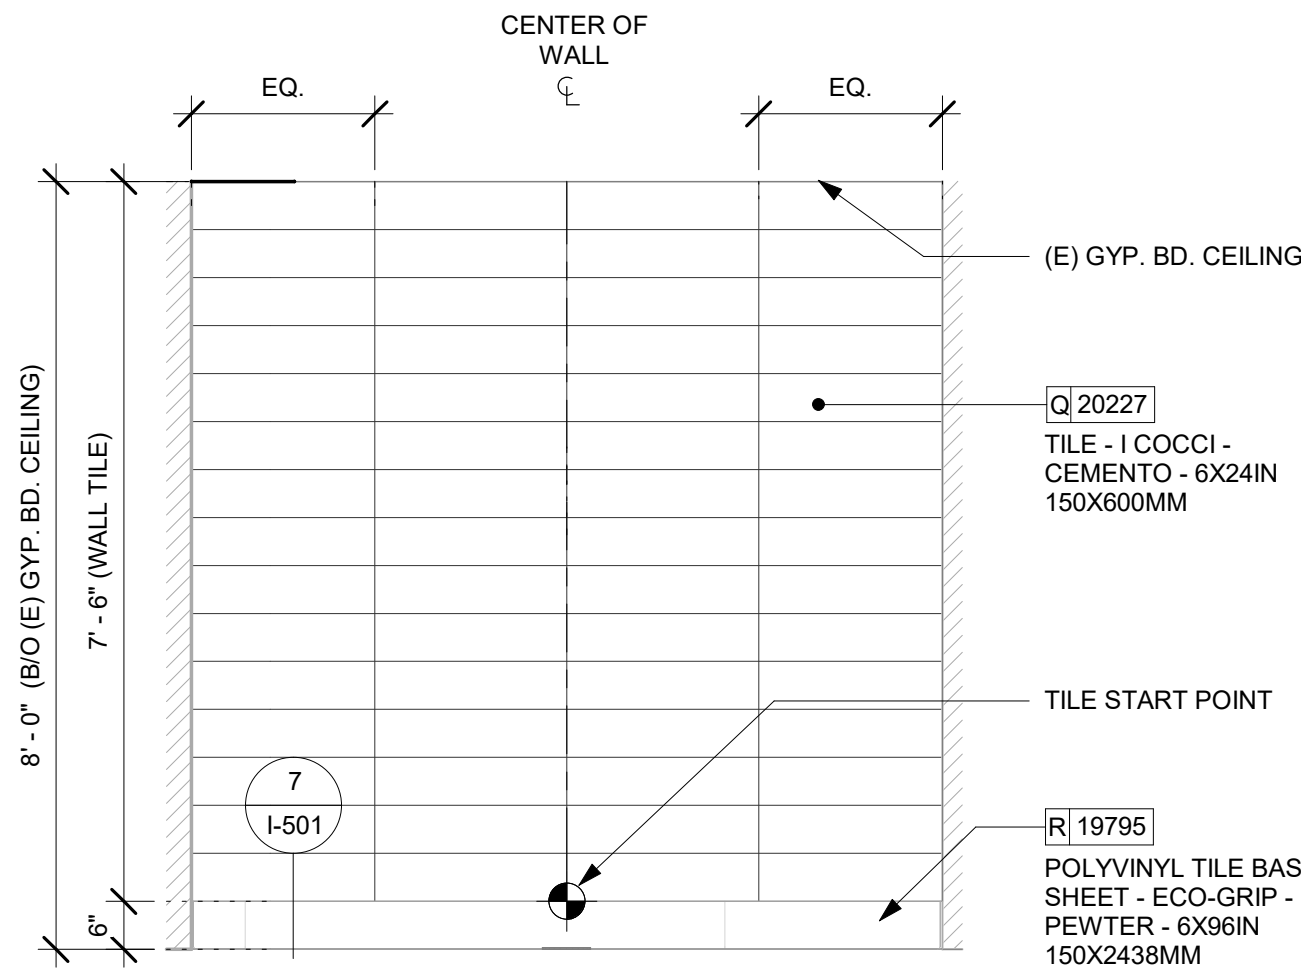 CENTER OF
WALL
℄
EQ.
EQ.
(E) GYP. BD. CEILING
8' - 0" (B/O (E) GYP. BD. CEILING)
7' - 6" (WALL TILE)
Q 20227
TILE - I COCCI -
CEMENTO - 6X24IN
150X600MM
TILE START POINT
7
I-501
R 19795
POLYVINYL TILE BAS
SHEET - ECO-GRIP -
PEWTER - 6X96IN
150X2438MM
6"